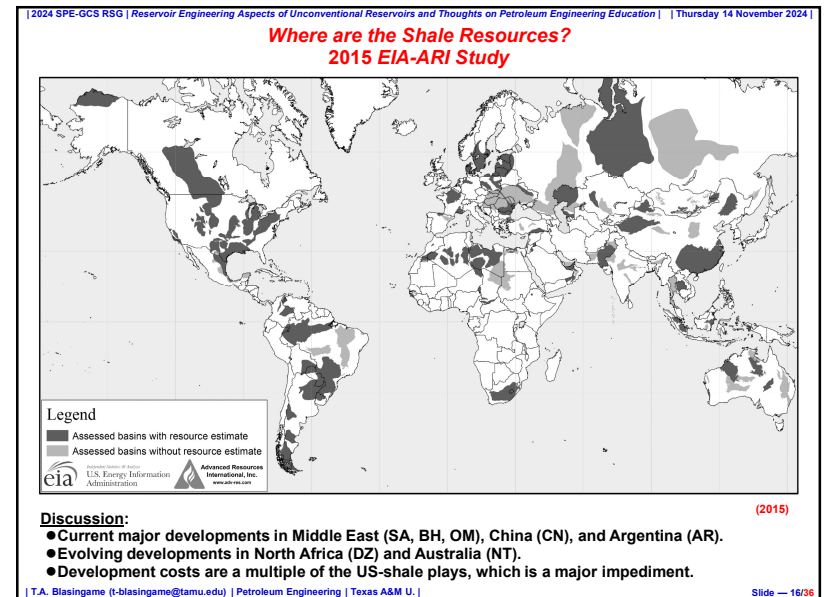 | 2024 SPE-GCS RSG | Reservoir Engineering Aspects of Unconventional Reservoirs and Thoughts on Petroleum Engineering Education | | Thursday 14 November 2024 |
Where are the Shale Resources?
2015 EIA-ARI Study
Legend
Assessed basins with resource estimate
Assessed basins without resource estimate
eia
Independent Statistics & Analysis
U.S. Energy Information
Administration
Advanced Resources
International, Inc.
www.adv-res.com
(2015)
Discussion:
●Current major developments in Middle East (SA, BH, OM), China (CN), and Argentina (AR).
●Evolving developments in North Africa (DZ) and Australia (NT).
●Development costs are a multiple of the US-shale plays, which is a major impediment.
| T.A. Blasingame (t-blasingame@tamu.edu) | Petroleum Engineering | Texas A&M U. |
Slide — 16/36